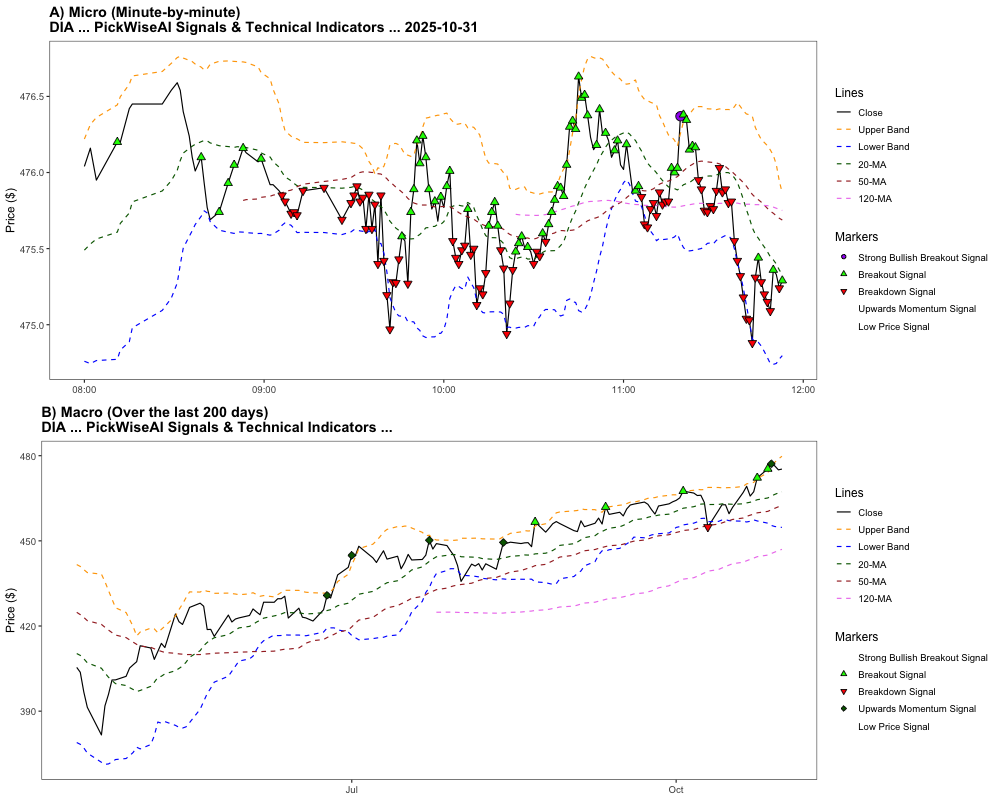 A) Micro (Minute-by-minute)
DIA ... PickWiseAI Signals & Technical Indicators ... 2025-10-31
Price ($)
476.5
476.0
475.5
475.0
08:00
09:00
10:00
11:00
12:00
Lines
Close
Upper Band
Lower Band
20-MA
50-MA
120-MA
Markers
Strong Bullish Breakout Signal
Breakout Signal
Breakdown Signal
Upwards Momentum Signal
Low Price Signal
B) Macro (Over the last 200 days)
DIA ... PickWiseAI Signals & Technical Indicators ...
Price ($)
480
450
420
390
Jul
Oct
Lines
Close
Upper Band
Lower Band
20-MA
50-MA
120-MA
Markers
Strong Bullish Breakout Signal
Breakout Signal
Breakdown Signal
Upwards Momentum Signal
Low Price Signal